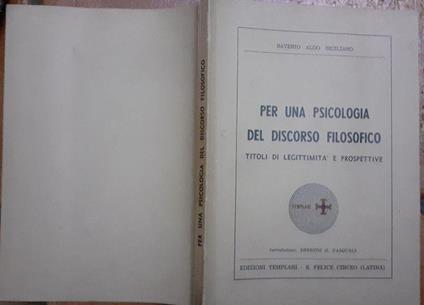 PER UNA PSICOLOGIA DEL DISCORSO FILOSOFICO
SAVERIO ALDO SICILIANO
PER UNA PSICOLOGIA
DEL DISCORSO FILOSOFICO
TITOLI DI LEGITTIMITA' E PROSPETTIVE
TEMPLARI
EDIZIONI TEMPLARI - S. FELICE CIRCEO (LATINA)